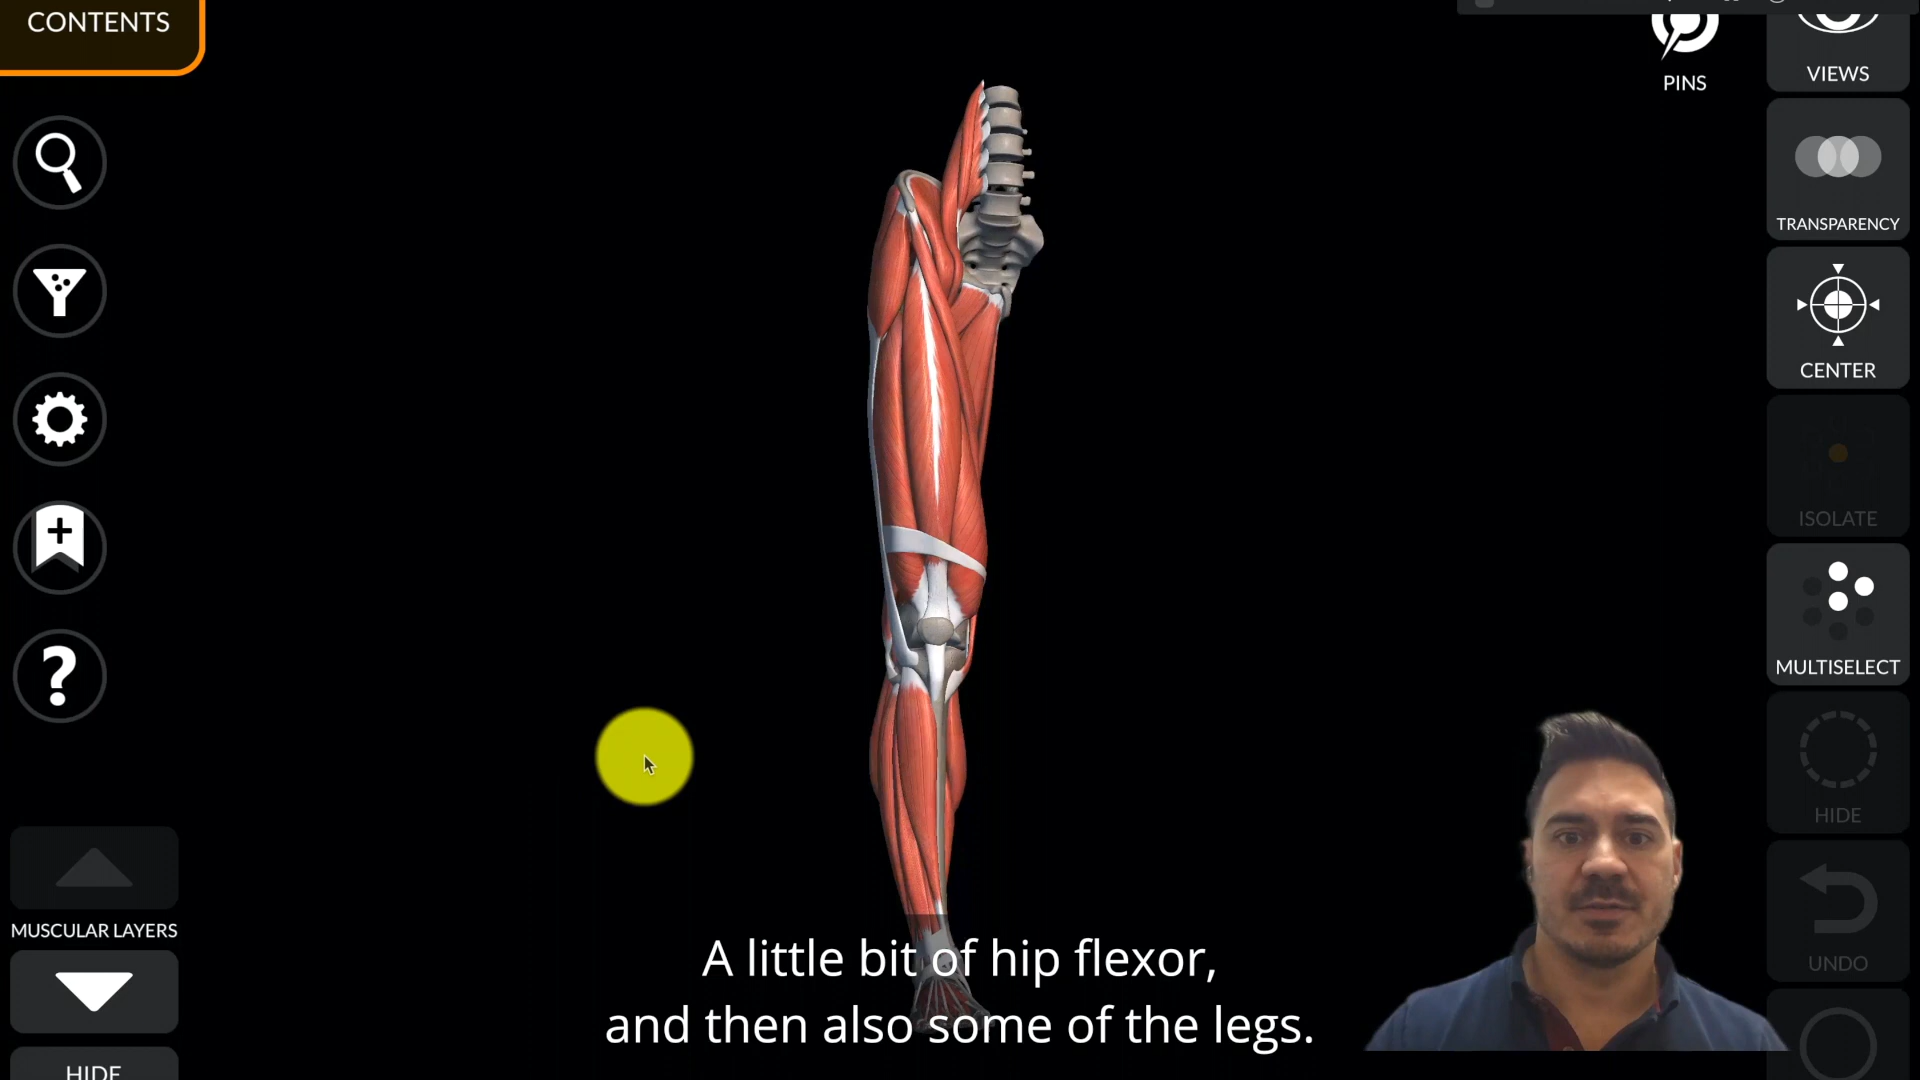 CONTENTS
PINS
VIEWS
TRANSPARENCY
CENTER
ISOLATE
MULTISELECT
HIDE
UNDO
MUSCULAR LAYERS
HIDE
A little bit of hip flexor,
and then also some of the legs.